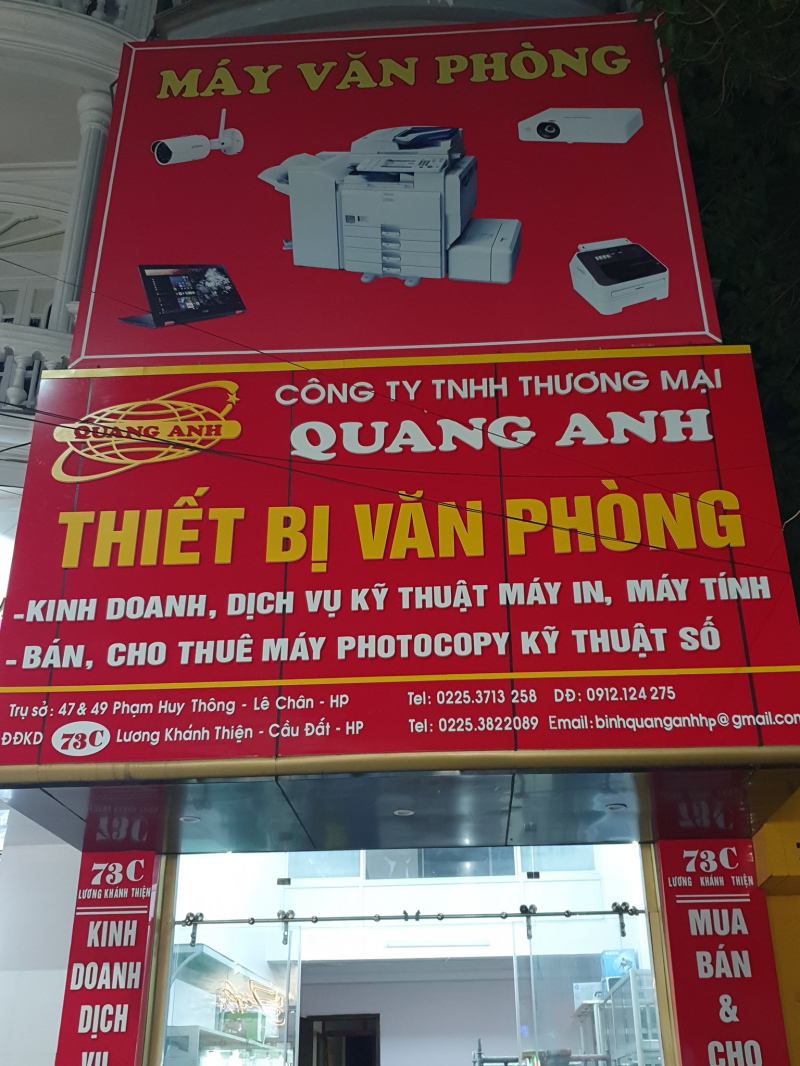 MÁY VĂN PHÒNG
CÔNG TY TNHH THƯƠNG MẠI
QUANG ANH
QUANG ANH
THIẾT BỊ VĂN PHÒNG
-KINH DOANH, DỊCH VỤ KỸ THUẬT MÁY IN, MÁY TÍNH
-BÁN, CHO THUÊ MÁY PHOTOCOPY KỸ THUẬT SỐ
Trụ sở: 47 & 49 Phạm Huy Thông - Lê Chân - HP Tel: 0225.3713 258 DĐ: 0912.124 275
ĐĐKD 73C Lương Khánh Thiện - Cầu Đất - HP Tel: 0225.3822089 Email: binhquanganhhp@gmail.com
73C
LƯƠNG KHÁNH THIỆN
KINH
DOANH
DỊCH
VỤ
73C
LƯƠNG KHÁNH THIỆN
MUA
BÁN
&
CHO